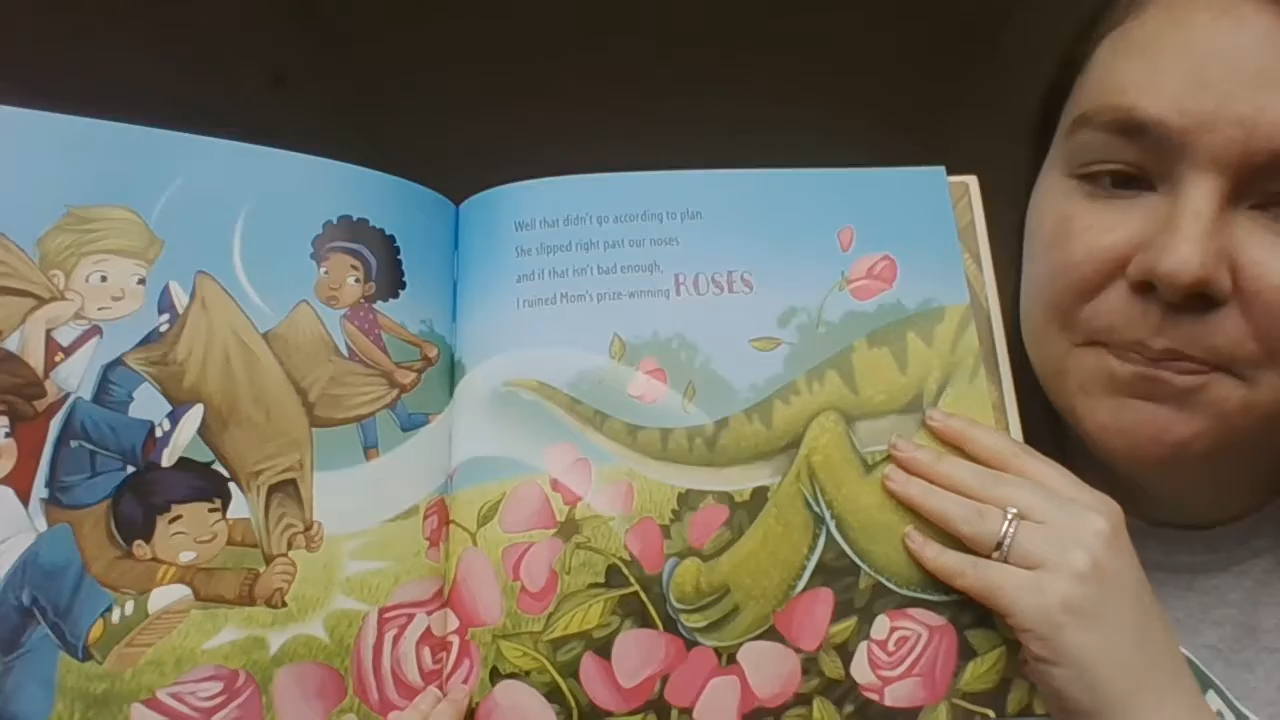 Well that didn't go according to plan.
She slipped right past our noses
and if that isn't bad enough,
I ruined Mom's prize-winning ROSES.